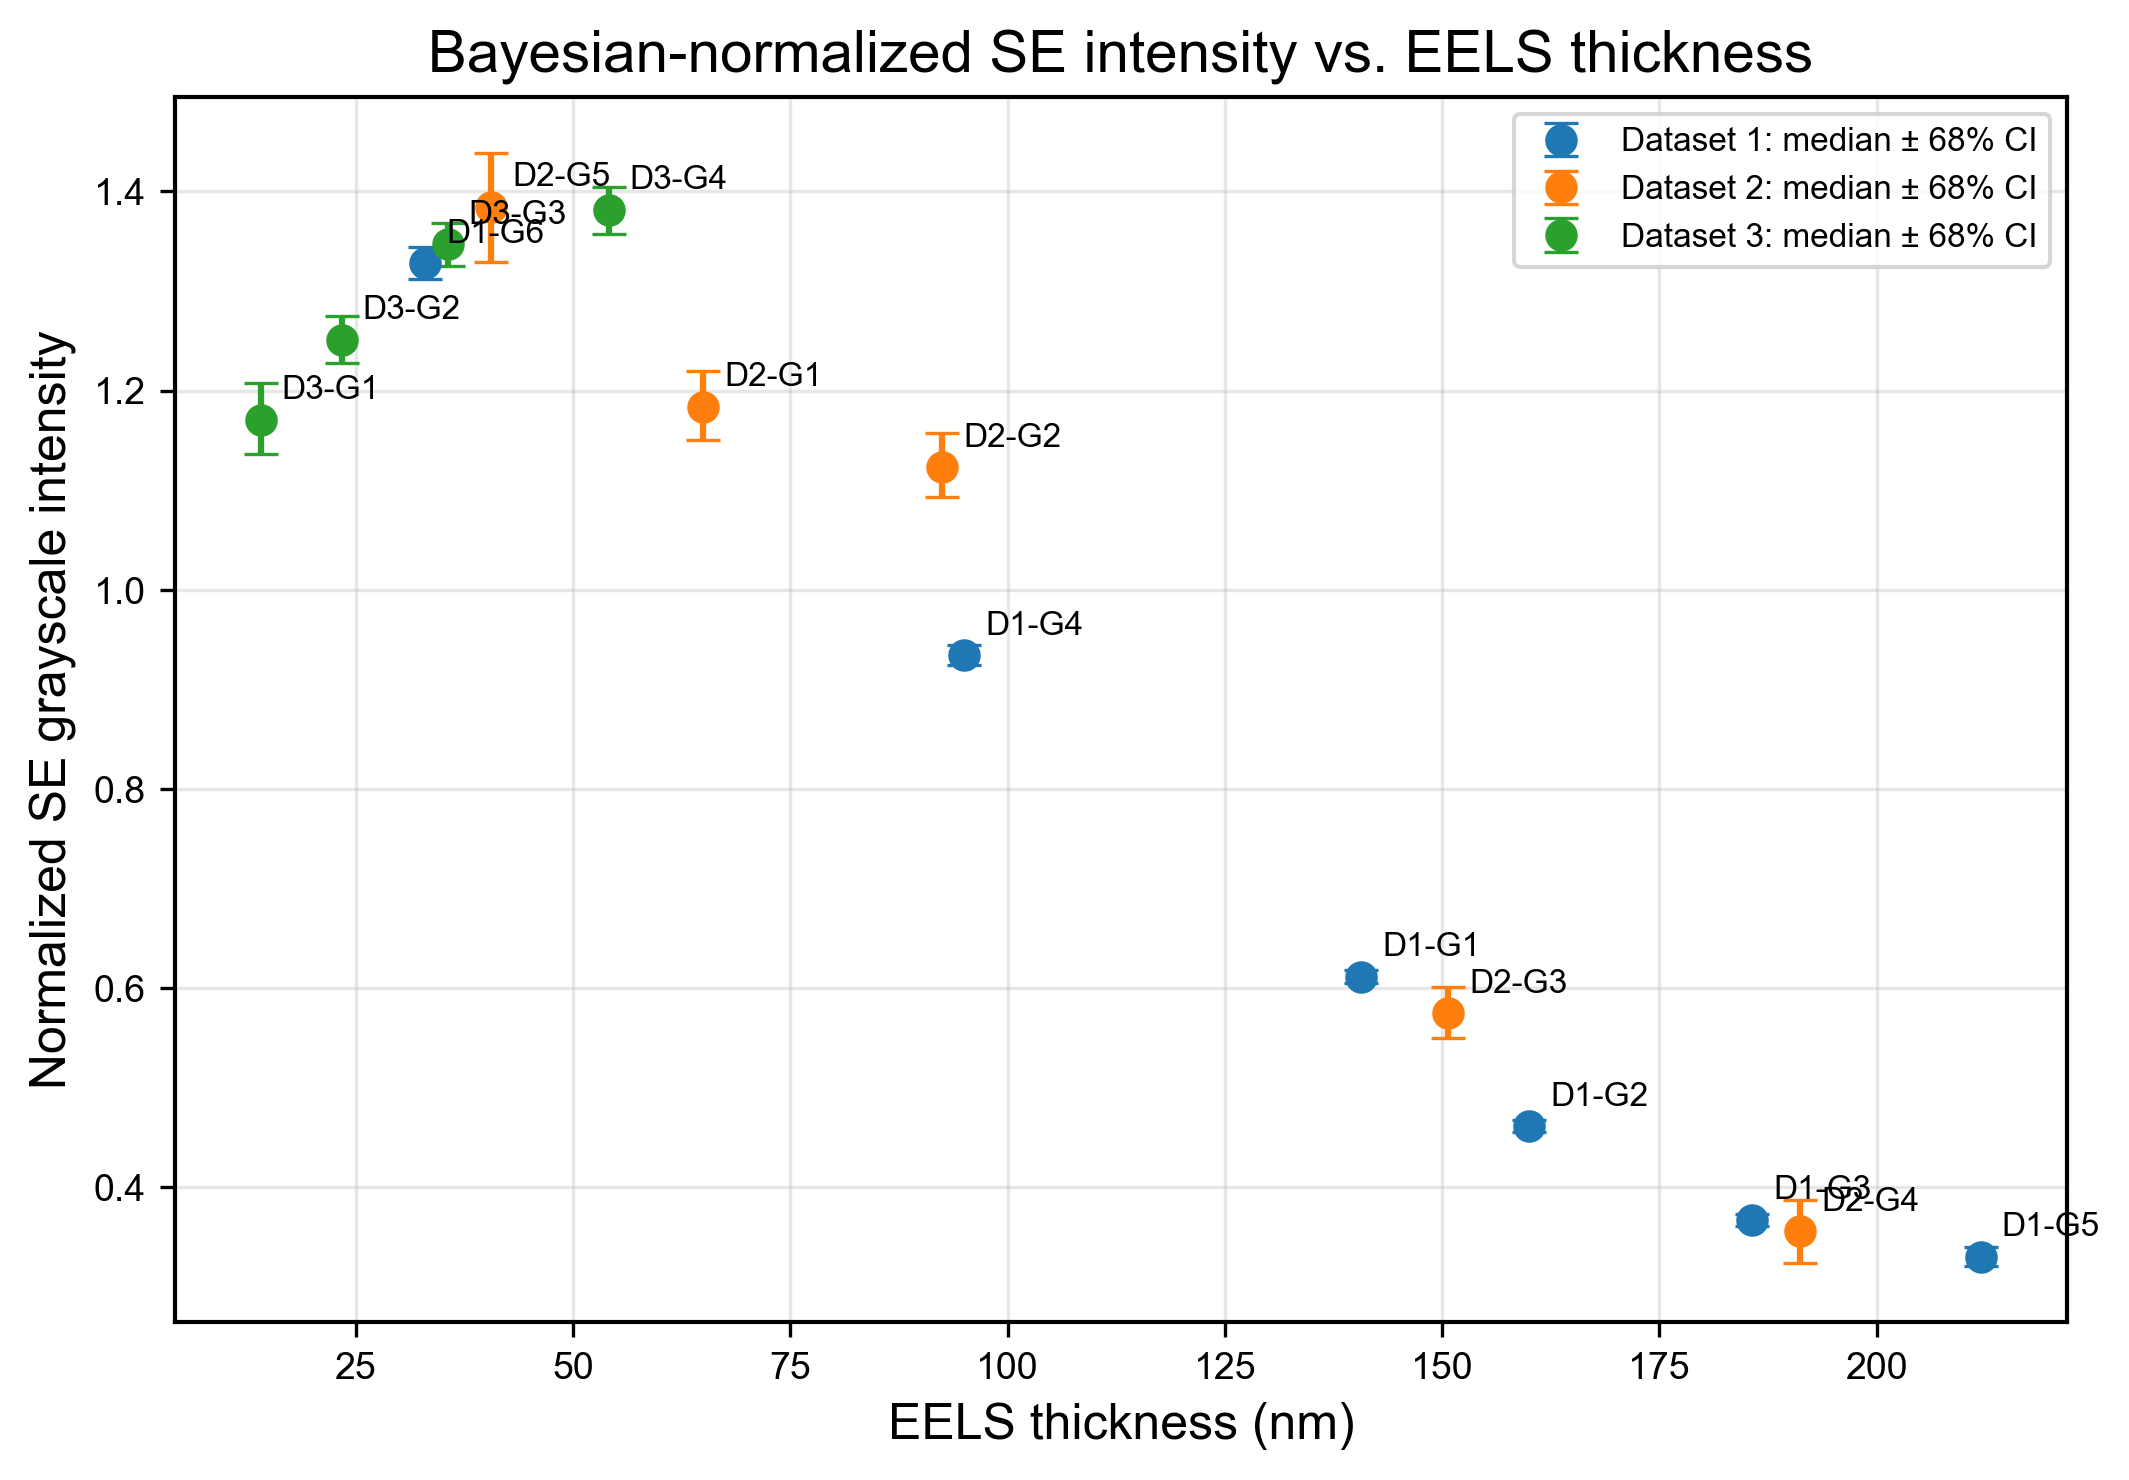 Bayesian-normalized SE intensity vs. EELS thickness
Dataset 1: median ± 68% CI
Dataset 2: median ± 68% CI
Dataset 3: median ± 68% CI
Normalized SE grayscale intensity
1.4
1.2
1.0
0.8
0.6
0.4
D2-G5
D3-G4
D3-G3
D1-G6
D3-G2
D3-G1
D2-G1
D2-G2
D1-G4
D1-G1
D2-G3
D1-G2
D1-G3
D2-G4
D1-G5
25 50 75 100 125 150 175 200
EELS thickness (nm)